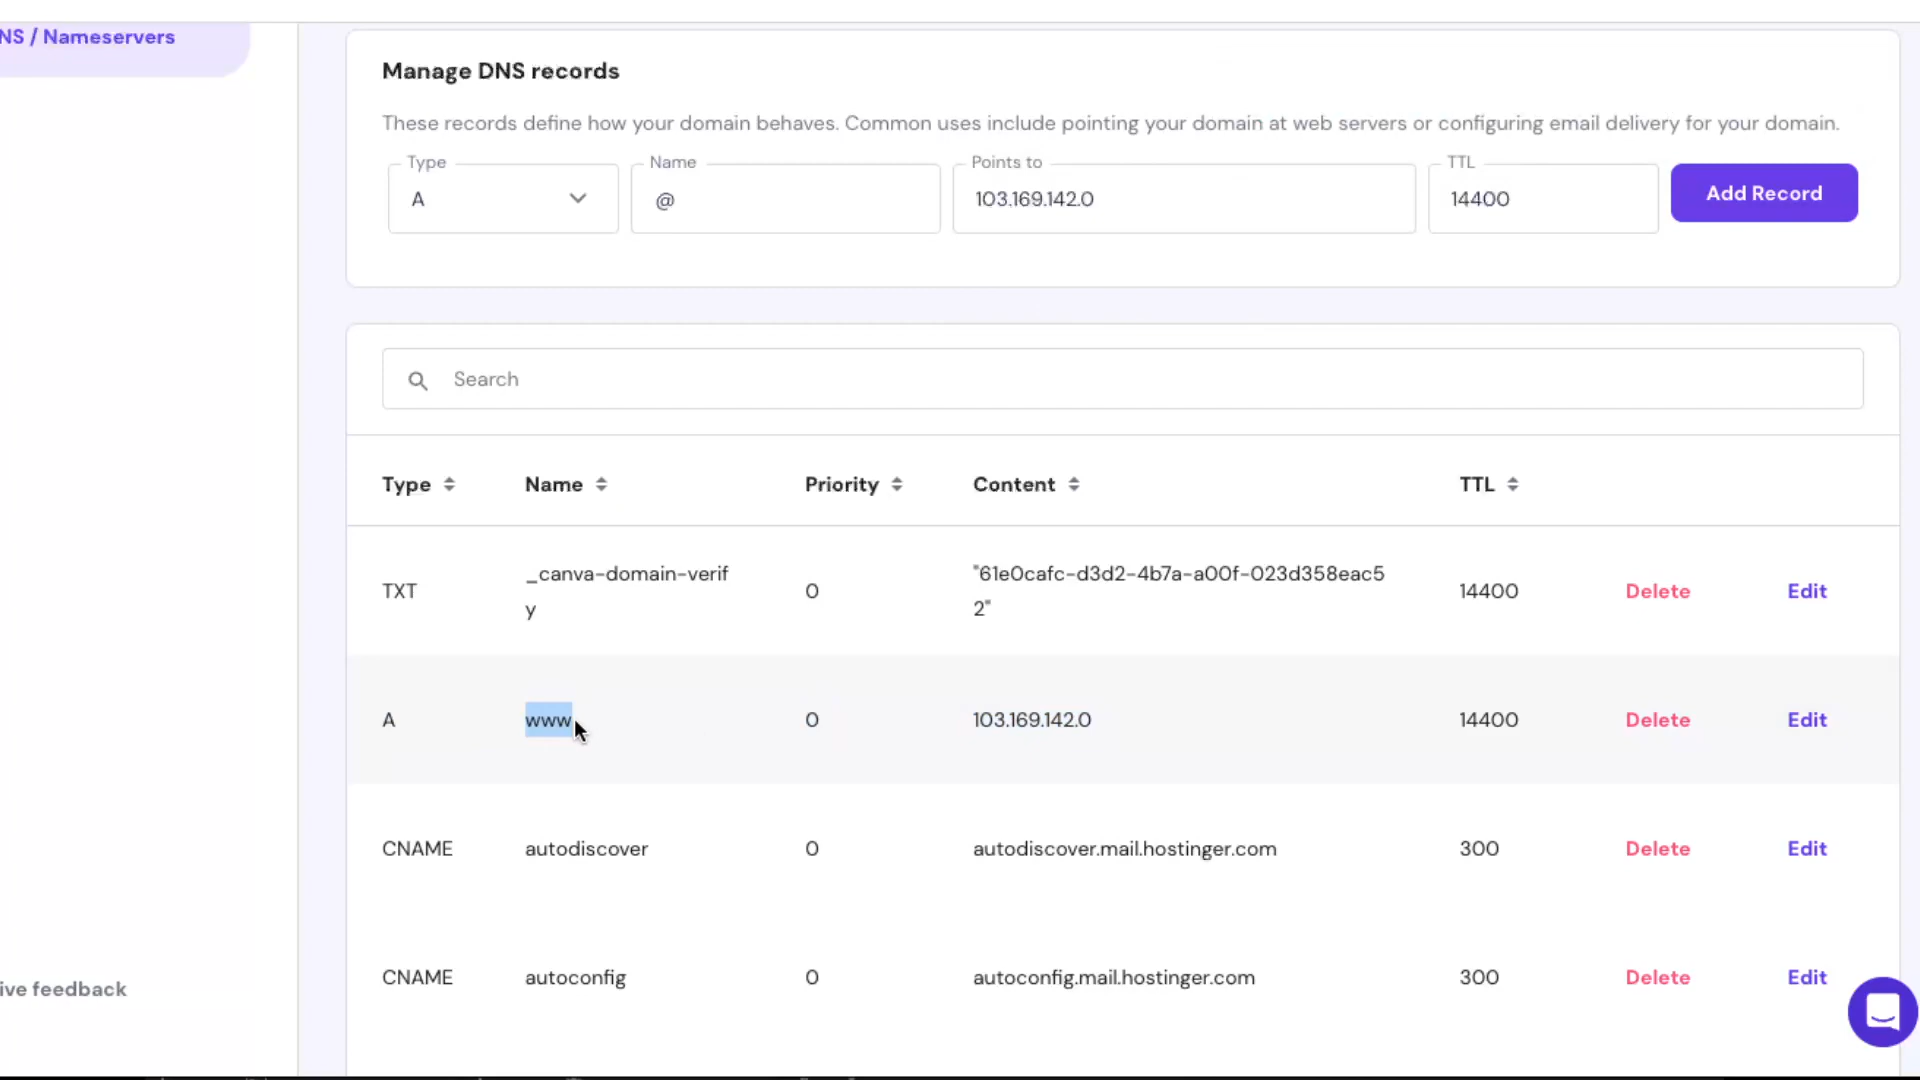 NS / Nameservers
Manage DNS records
These records define how your domain behaves. Common uses include pointing your domain at web servers or configuring email delivery for your domain.
Type Name Points to TTL
A @ 103.169.142.0 14400 Add Record
Search
Type Name Priority Content TTL
TXT _canva-domain-verif 0 "61e0cafc-d3d2-4b7a-a00f-023d358eac5 14400 Delete Edit
y 2"
A www 0 103.169.142.0 14400 Delete Edit
CNAME autodiscover 0 autodiscover.mail.hostinger.com 300 Delete Edit
CNAME autoconfig 0 autoconfig.mail.hostinger.com 300 Delete Edit
ive feedback